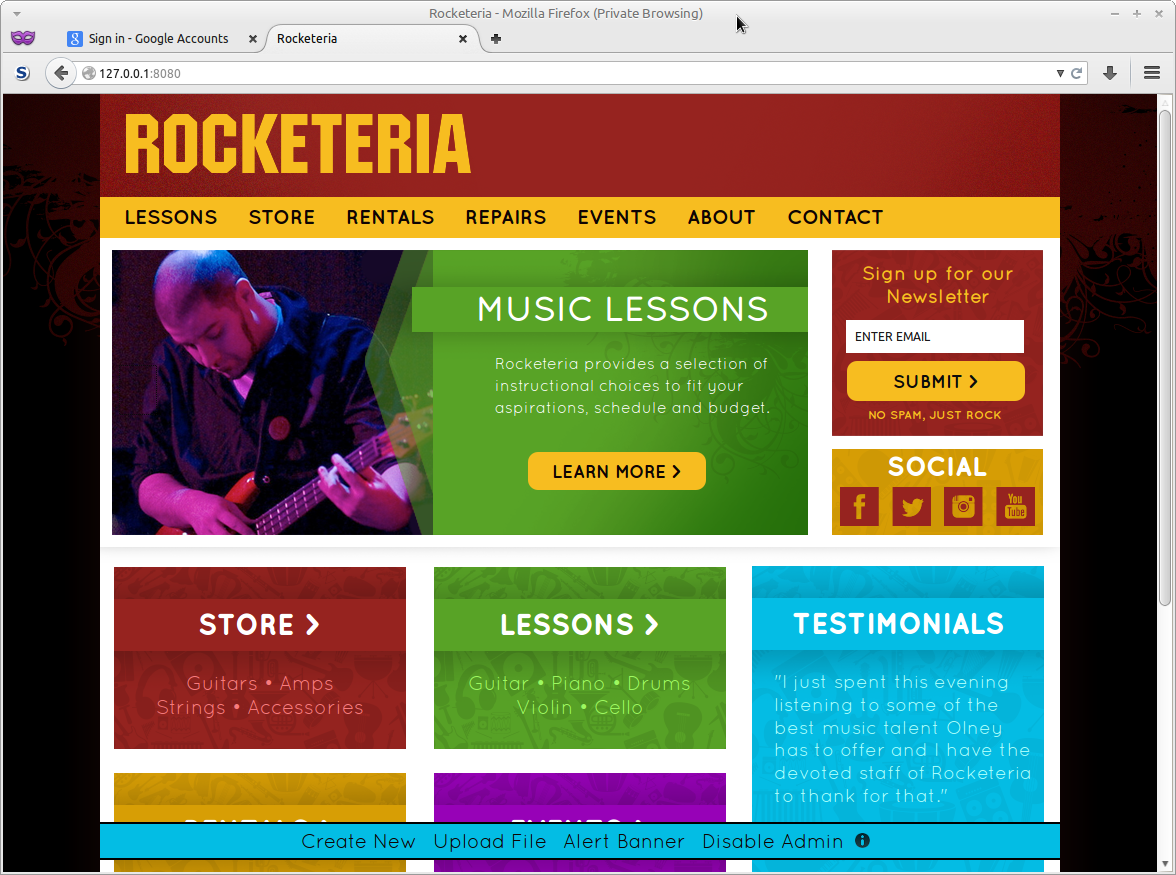 Rocketeria - Mozilla Firefox (Private Browsing)
Sign in - Google Accounts
Rocketeria
127.0.0.1:8080
ROCKETERIA
LESSONS STORE RENTALS REPAIRS EVENTS ABOUT CONTACT
MUSIC LESSONS
Rocketeria provides a selection of
instructional choices to fit your
aspirations, schedule and budget.
LEARN MORE >
Sign up for our
Newsletter
ENTER EMAIL
SUBMIT >
NO SPAM, JUST ROCK
SOCIAL
You
Tube
STORE >
Guitars • Amps
Strings • Accessories
LESSONS >
Guitar • Piano • Drums
Violin • Cello
TESTIMONIALS
"I just spent this evening
listening to some of the
best music talent Olney
has to offer and I have the
devoted staff of Rocketeria
to thank for that."
Create New Upload File Alert Banner Disable Admin